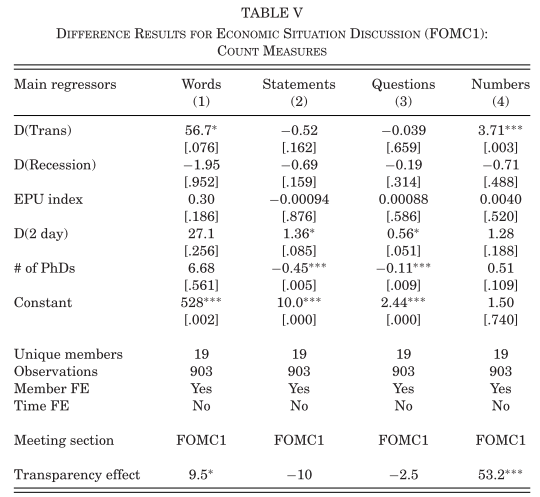 TABLE V
DIFFERENCE RESULTS FOR ECONOMIC SITUATION DISCUSSION (FOMC1):
COUNT MEASURES
Main regressors Words Statements Questions Numbers
(1) (2) (3) (4)
D(Trans) 56.7* −0.52 −0.039 3.71***
[.076] [.162] [.659] [.003]
D(Recession) −1.95 −0.69 −0.19 −0.71
[.952] [.159] [.314] [.488]
EPU index 0.30 −0.00094 0.00088 0.0040
[.186] [.876] [.586] [.520]
D(2 day) 27.1 1.36* 0.56* 1.28
[.256] [.085] [.051] [.188]
# of PhDs 6.68 −0.45*** −0.11*** 0.51
[.561] [.005] [.009] [.109]
Constant 528*** 10.0*** 2.44*** 1.50
[.002] [.000] [.000] [.740]
Unique members 19 19 19 19
Observations 903 903 903 903
Member FE Yes Yes Yes Yes
Time FE No No No No
Meeting section FOMC1 FOMC1 FOMC1 FOMC1
Transparency effect 9.5* −10 −2.5 53.2***